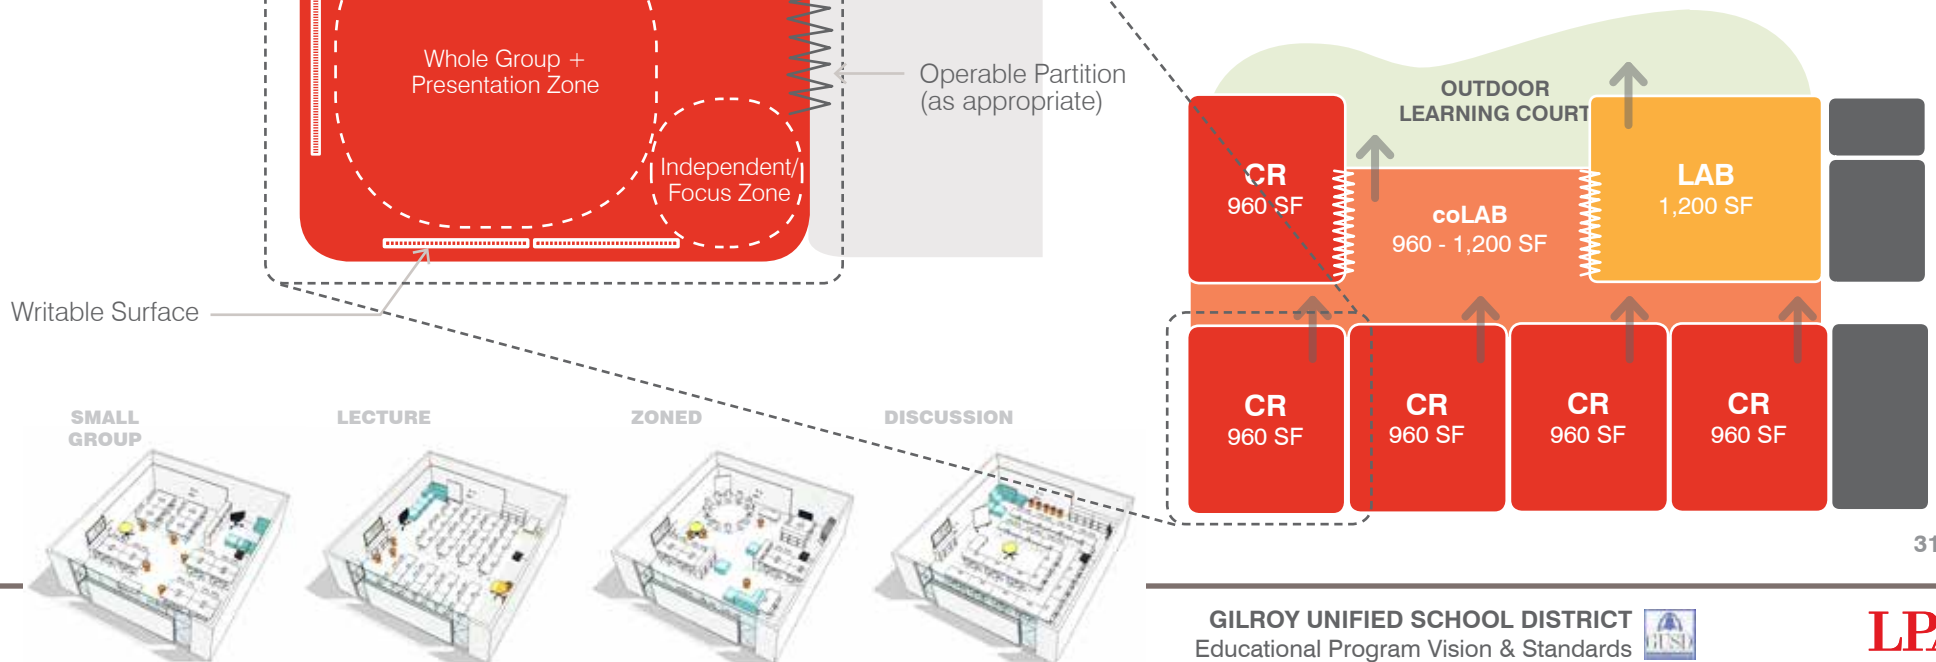 Whole Group +
Presentation Zone
Operable Partition
(as appropriate)
Independent/
Focus Zone
Writable Surface
OUTDOOR
LEARNING COURT
CR
960 SF
coLAB
960 - 1,200 SF
LAB
1,200 SF
CR
960 SF
CR
960 SF
CR
960 SF
CR
960 SF
SMALL
GROUP
LECTURE
ZONED
DISCUSSION
31
GILROY UNIFIED SCHOOL DISTRICT
Educational Program Vision & Standards
GUSD